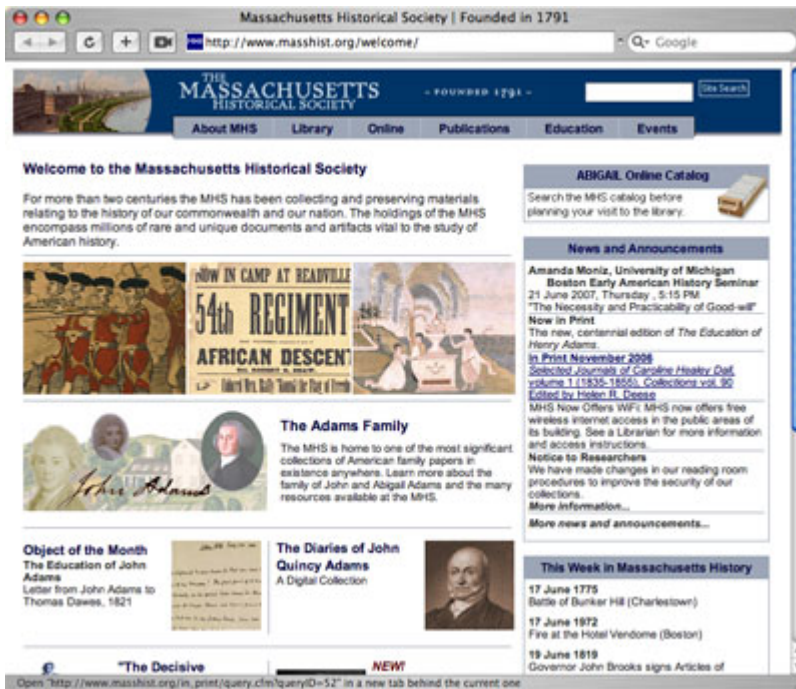 Massachusetts Historical Society | Founded in 1791
http://www.masshist.org/welcome/
Google
THE
MASSACHUSETTS
HISTORICAL SOCIETY
~ FOUNDED 1791 ~
Site Search
About MHS Library Online Publications Education Events
Welcome to the Massachusetts Historical Society
For more than two centuries the MHS has been collecting and preserving materials
relating to the history of our commonwealth and our nation. The holdings of the MHS
encompass millions of rare and unique documents and artifacts vital to the study of
American history.
NOW IN CAMP AT READVILLE
54th REGIMENT
AFRICAN DESCENT
The Adams Family
The MHS is home to one of the most significant
collections of American family papers in
existence anywhere. Learn more about the
family of John and Abigail Adams and the many
resources available at the MHS.
John Adams
Object of the Month
The Education of John
Adams
Letter from John Adams to
Thomas Dawes, 1821
The Diaries of John
Quincy Adams
A Digital Collection
"The Decisive
NEW!
ABIGAIL Online Catalog
Search the MHS catalog before
planning your visit to the library.
News and Announcements
Amanda Moniz, University of Michigan
Boston Early American History Seminar
21 June 2007, Thursday , 5:15 PM
"The Necessity and Practicability of Good-will"
Now in Print
The new, centennial edition of The Education of
Henry Adams.
In Print November 2006
Selected Journals of Caroline Healey Dall,
volume 1 (1838-1855), Collections vol. 90
Edited by Helen R. Deese
MHS Now Offers WiFi: MHS now offers free
wireless internet access in the public areas of
its building. See a Librarian for more information
and access instructions.
Notice to Researchers
We have made changes in our reading room
procedures to improve the security of our
collections.
More information...
More news and announcements...
This Week in Massachusetts History
17 June 1775
Battle of Bunker Hill (Charlestown)
17 June 1972
Fire at the Hotel Vendome (Boston)
19 June 1819
Governor John Brooks signs Articles of
Open "http://www.masshist.org/in_print/query.cfm?queryID=52" in a new tab behind the current one